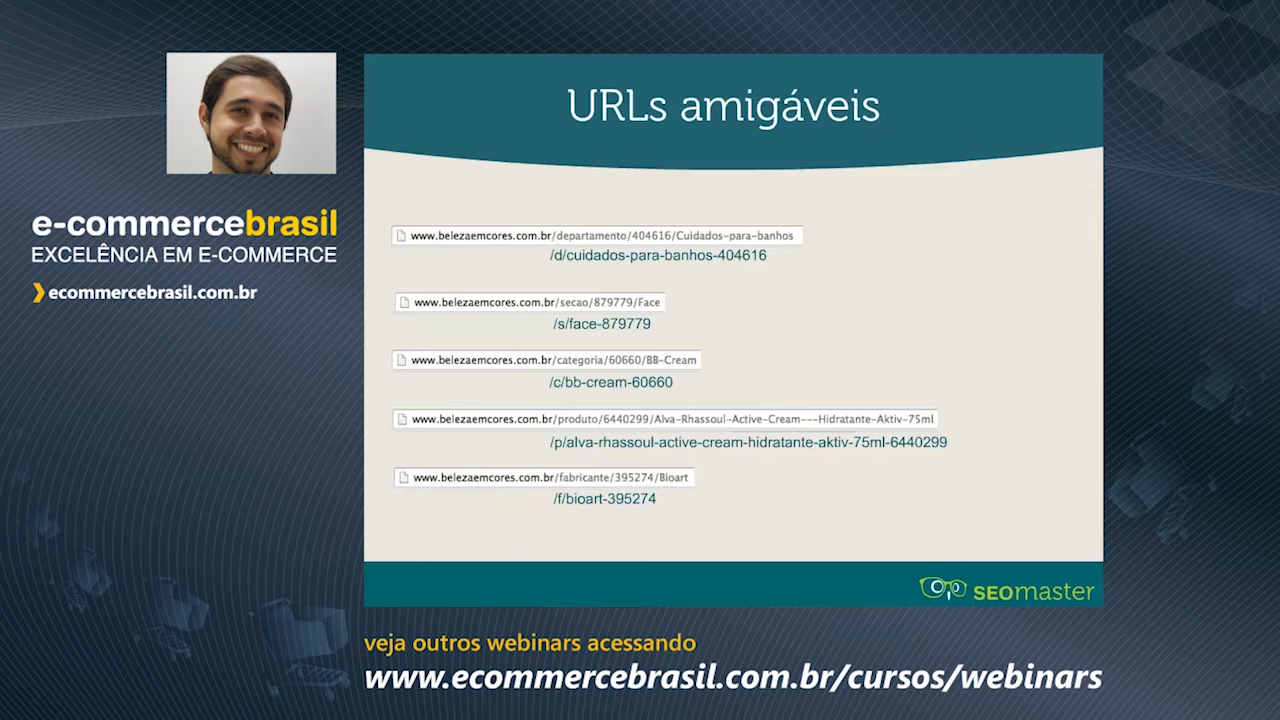 e-commercebrasil
EXCELÊNCIA EM E-COMMERCE
ecommercebrasil.com.br
URLs amigáveis
www.belezaemcores.com.br/departamento/404616/Cuidados-para-banhos
/d/cuidados-para-banhos-404616
www.belezaemcores.com.br/secao/879779/Face
/s/face-879779
www.belezaemcores.com.br/categoria/60660/BB-Cream
/c/bb-cream-60660
www.belezaemcores.com.br/produto/6440299/Alva-Rhassoul-Active-Cream---Hidratante-Aktiv-75ml
/p/alva-rhassoul-active-cream-hidratante-aktiv-75ml-6440299
www.belezaemcores.com.br/fabricante/395274/Bioart
/f/bioart-395274
SEOmaster
veja outros webinars acessando
www.ecommercebrasil.com.br/cursos/webinars